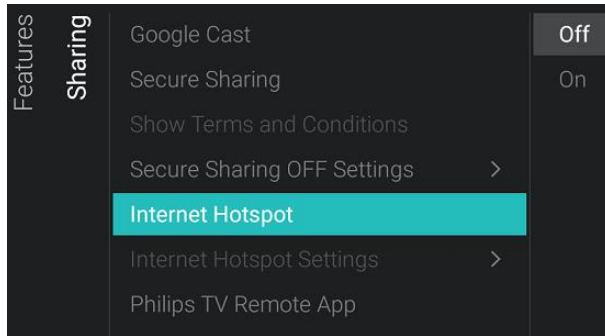 Features
Sharing
Google Cast
Secure Sharing
Show Terms and Conditions
Secure Sharing OFF Settings >
Internet Hotspot
Internet Hotspot Settings >
Philips TV Remote App
Off
On